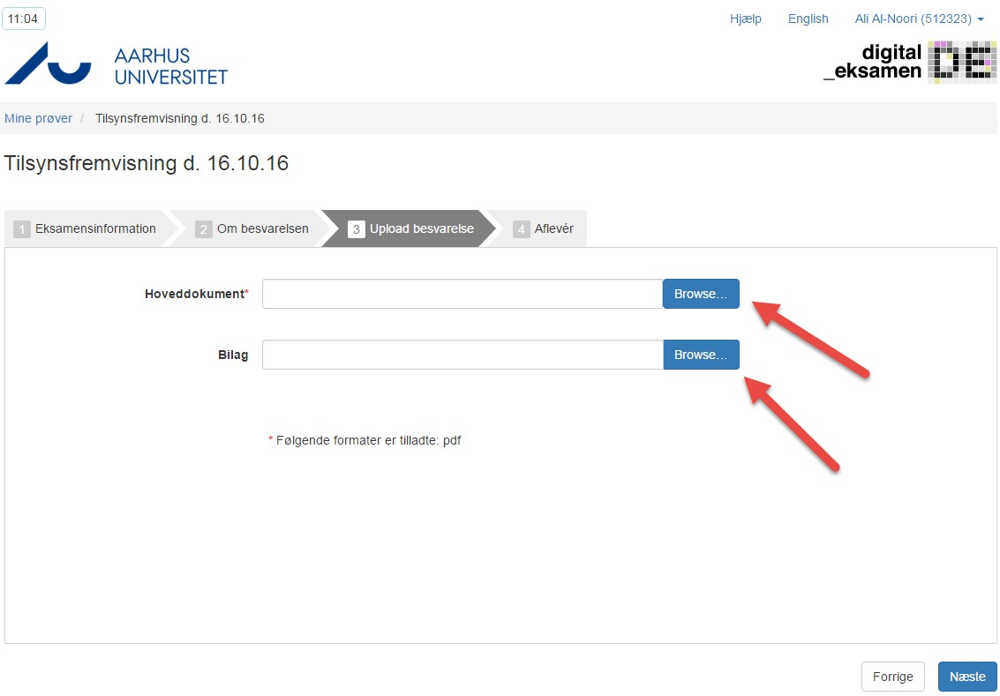 11:04
Hjælp English Ali Al-Noori (512323)
AARHUS
UNIVERSITET
digital
_eksamen
Mine prøver / Tilsynsfremvisning d. 16.10.16
Tilsynsfremvisning d. 16.10.16
1 Eksamensinformation 2 Om besvarelsen 3 Upload besvarelse 4 Aflevér
Hoveddokument* Browse...
Bilag Browse...
* Følgende formater er tilladte: pdf
Forrige Næste